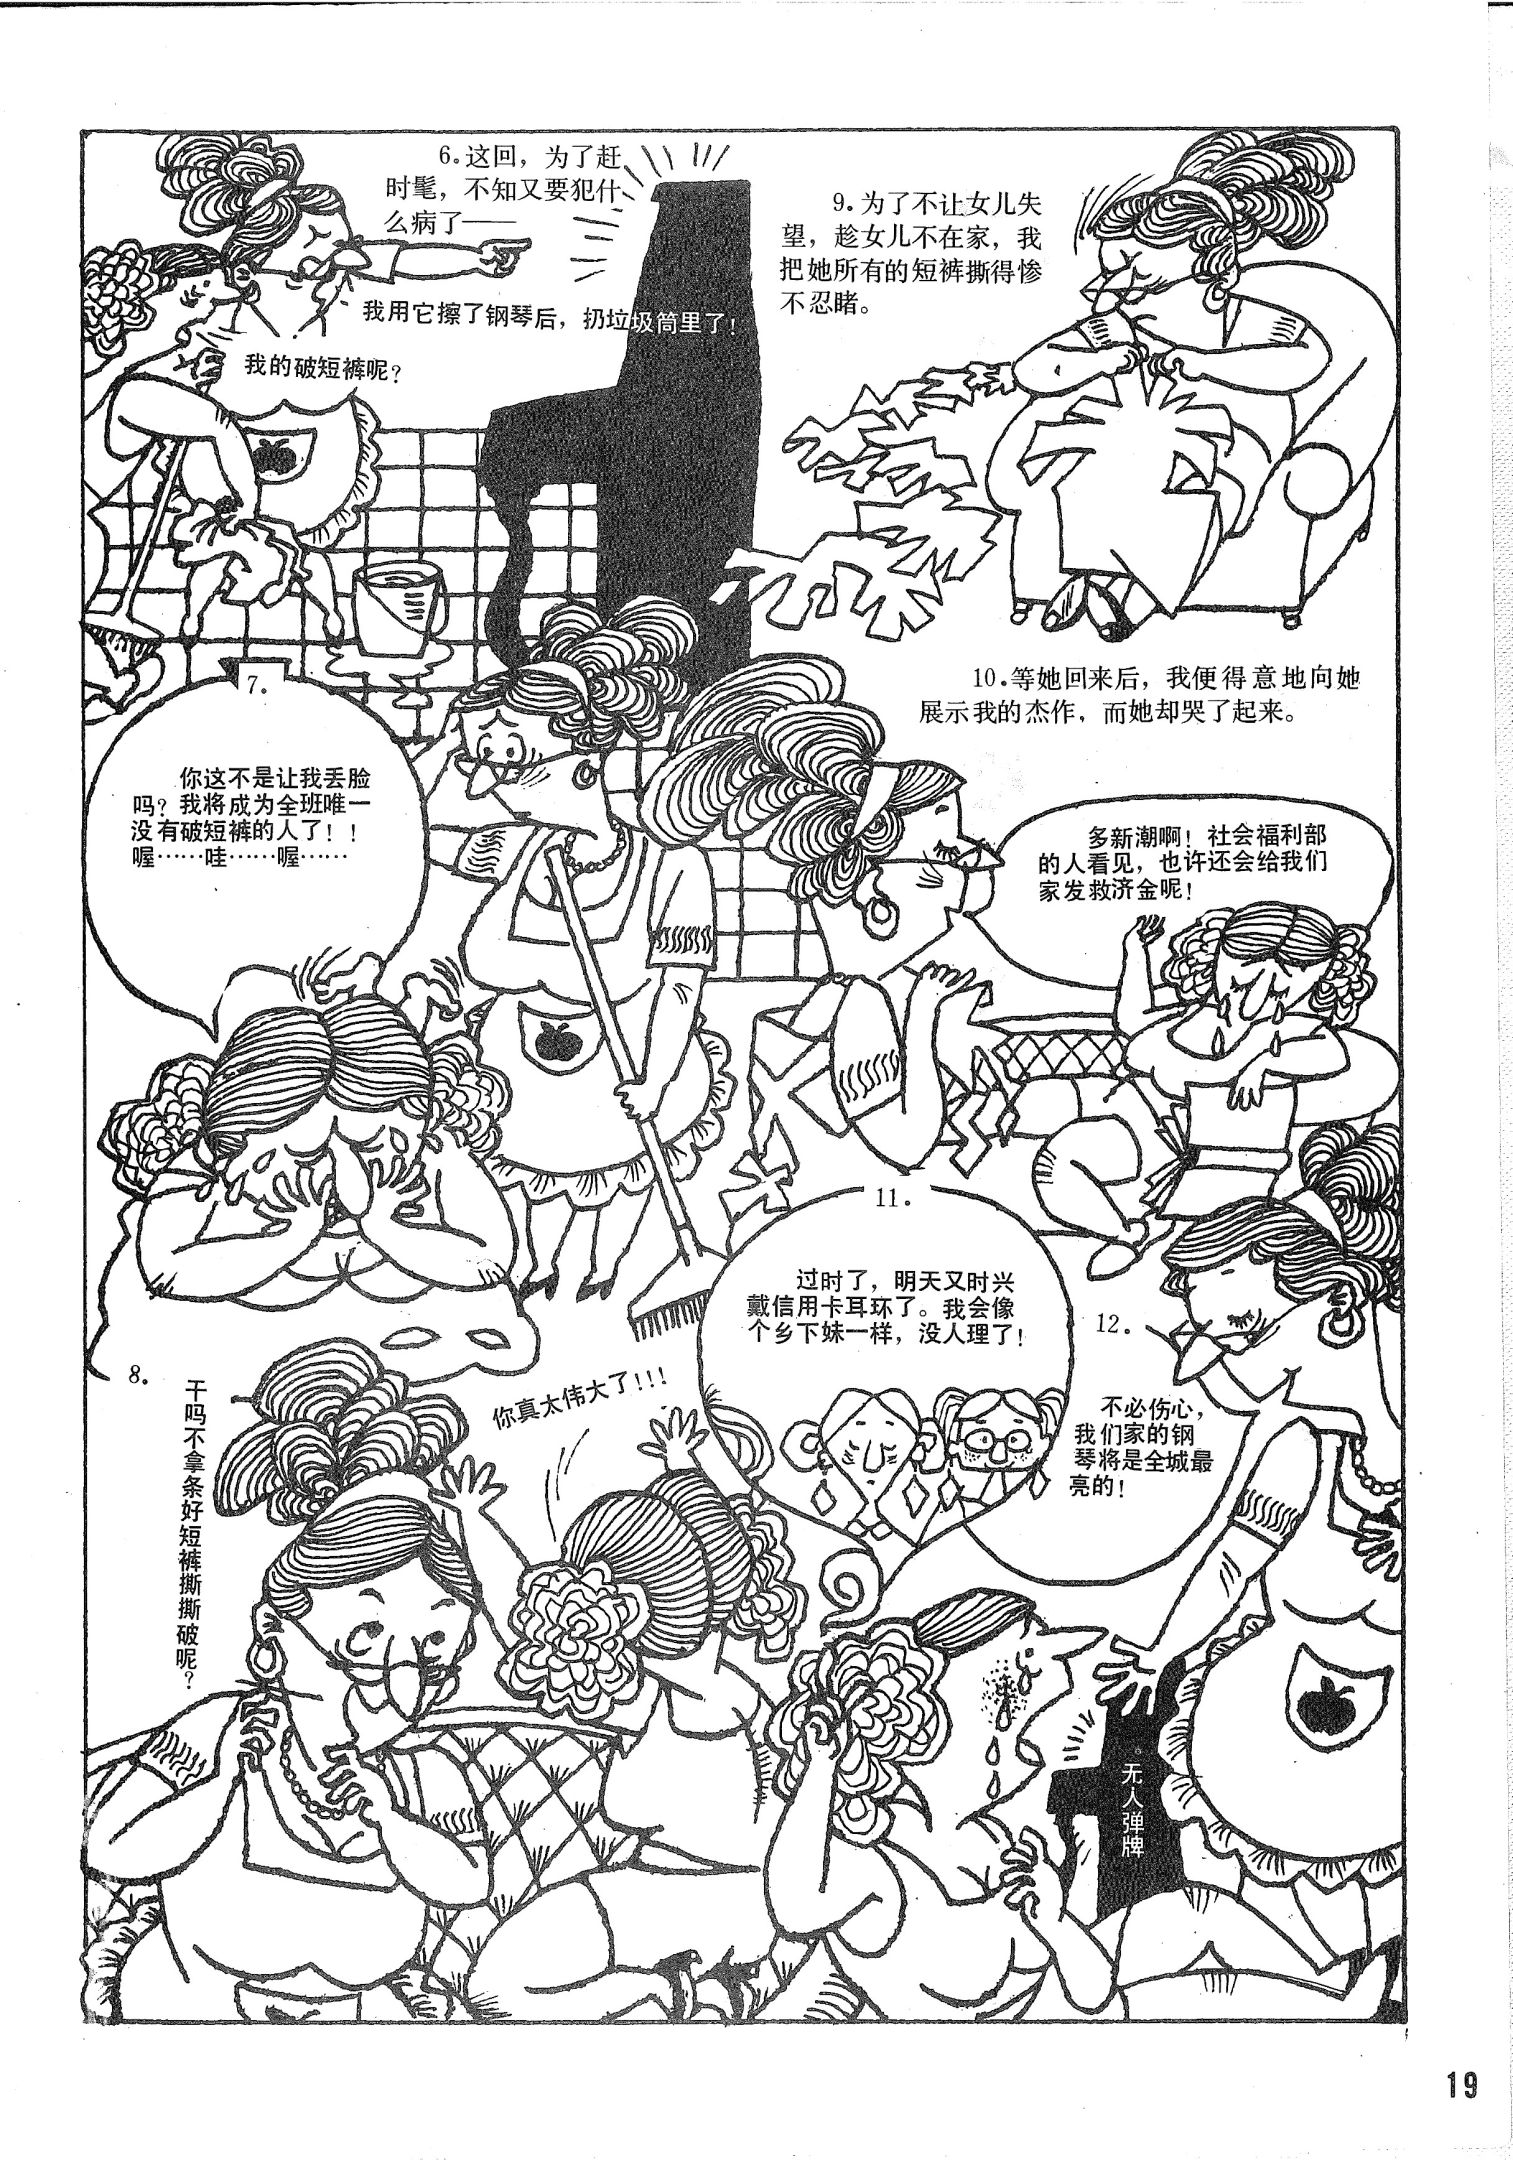 6.这回，为了赶
时髦，不知又要犯什
么病了——
我用它擦了钢琴后，扔垃圾筒里了！
我的破短裤呢？
7.
你这不是让我丢脸
吗？我将成为全班唯一
没有破短裤的人了！！
喔……哇……喔……
8.
干吗不拿条好短裤撕撕破呢？
你真太伟大了!!!
9.为了不让女儿失
望，趁女儿不在家，我
把她所有的短裤撕得惨
不忍睹。
10.等她回来后，我便得意地向她
展示我的杰作，而她却哭了起来。
多新潮啊！社会福利部
的人看见，也许还会给我们
家发救济金呢！
11.
过时了，明天又时兴
戴信用卡耳环了。我会像
个乡下妹一样，没人理了！
12.
不必伤心，
我们家的钢
琴将是全城最
亮的！
。无人弹牌
19